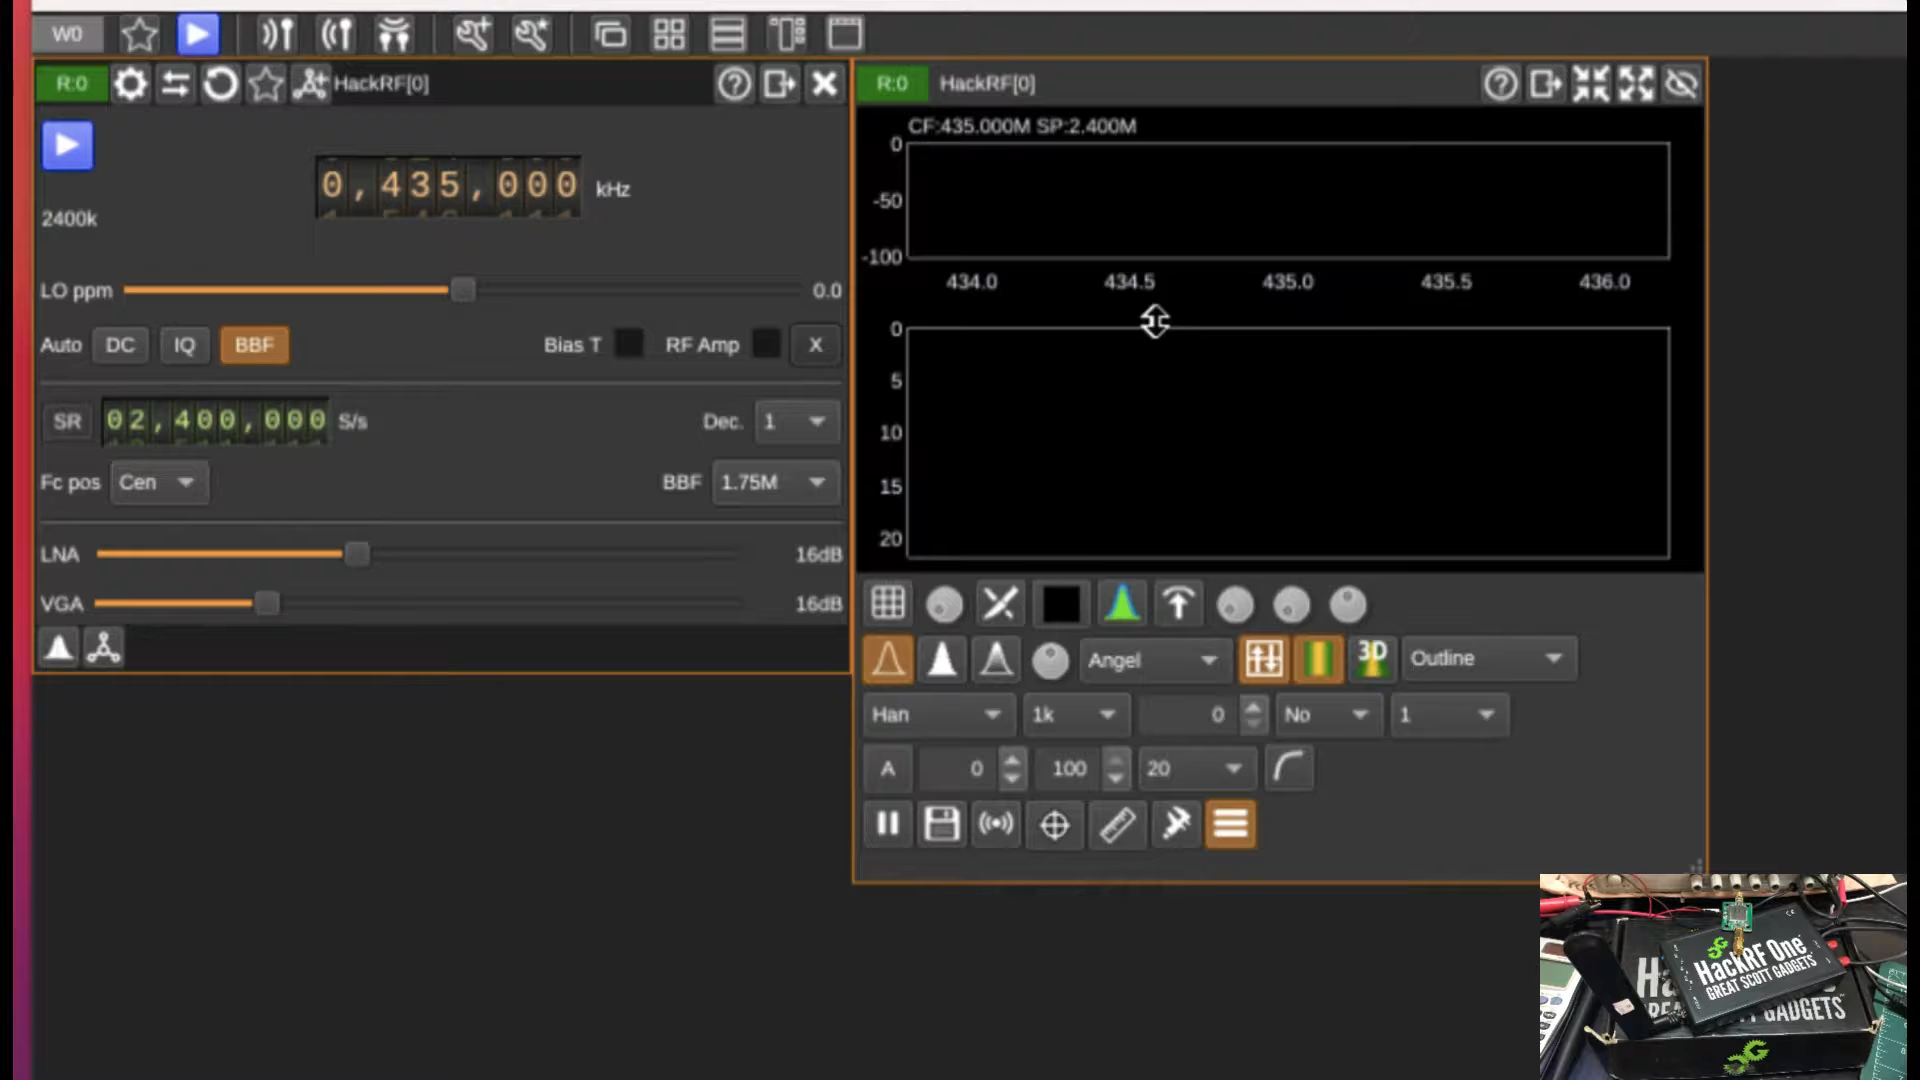 W0
R:0 HackRF[0]
0,435,000 kHz
2400k
LO ppm 0.0
Auto DC IQ BBF Bias T RF Amp X
SR 02,400,000 S/s Dec. 1
Fc pos Cen BBF 1.75M
LNA 16dB
VGA 16dB
R:0 HackRF[0]
CF:435.000M SP:2.400M
0
-50
-100
434.0 434.5 435.0 435.5 436.0
0
5
10
15
20
Angel 3D Outline
Han 1k 0 No 1
A 0 100 20
HackRF One
GREAT SCOTT GADGETS
GADGETS